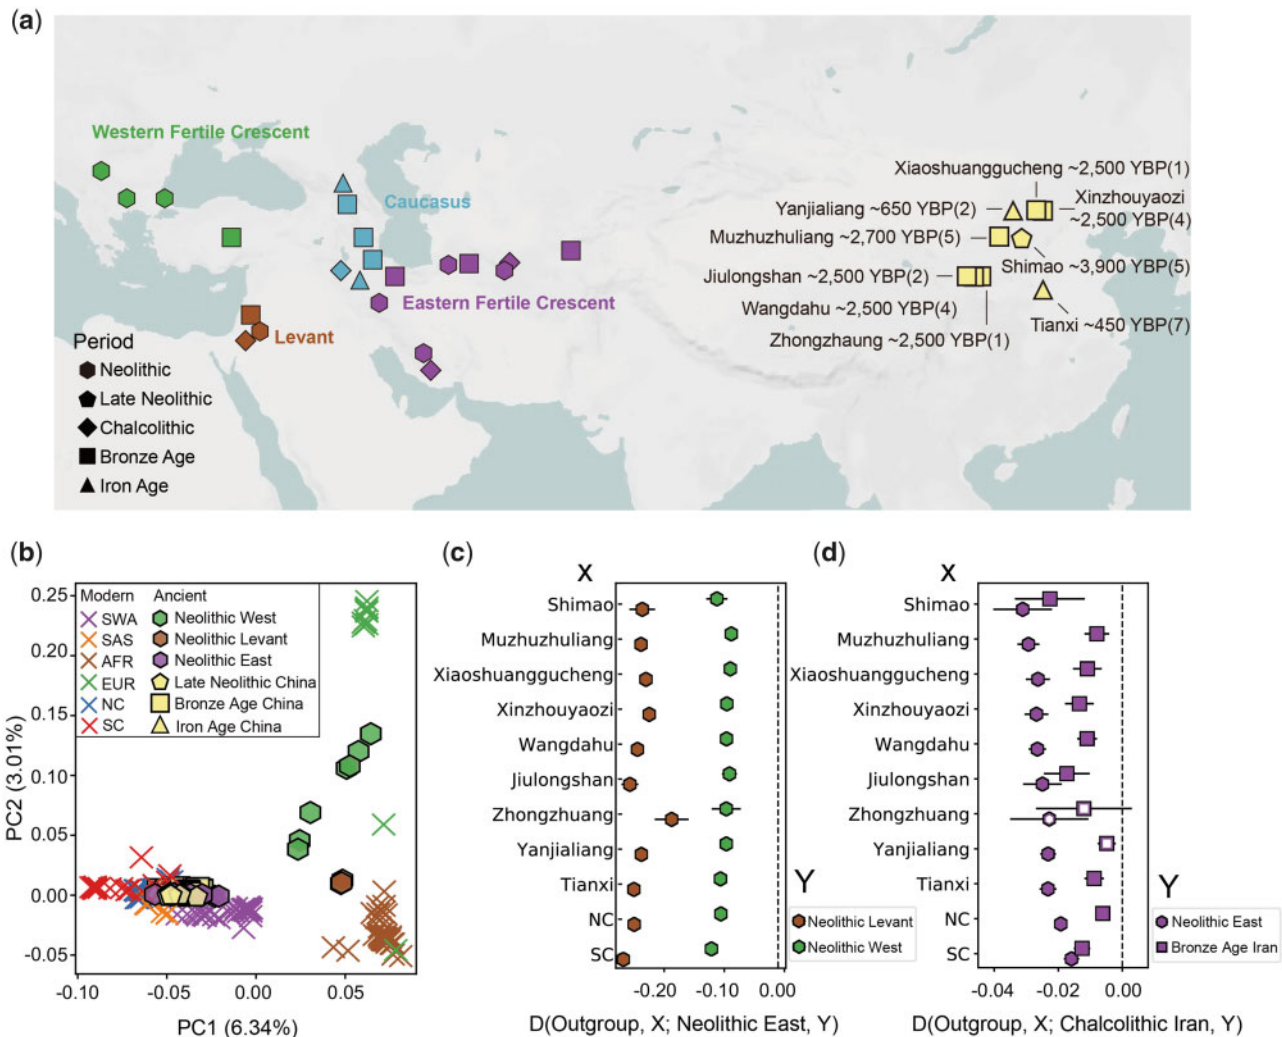 (a)
Western Fertile Crescent
Caucasus
Eastern Fertile Crescent
Levant
Xiaoshuanggucheng ~2,500 YBP(1)
Yanjialiang ~650 YBP(2)
Xinzhouyaozi
~2,500 YBP(4)
Muzhuzhuliang ~2,700 YBP(5)
Shimao ~3,900 YBP(5)
Jiulongshan ~2,500 YBP(2)
Wangdahu ~2,500 YBP(4)
Tianxi ~450 YBP(7)
Zhongzhaung ~2,500 YBP(1)
Period
Neolithic
Late Neolithic
Chalcolithic
Bronze Age
Iron Age
(b)
Modern
Ancient
SWA
Neolithic West
SAS
Neolithic Levant
AFR
Neolithic East
EUR
Late Neolithic China
NC
Bronze Age China
SC
Iron Age China
PC2 (3.01%)
0.25
0.20
0.15
0.10
0.05
0.00
-0.05
-0.10
-0.05
0.00
0.05
PC1 (6.34%)
(c)
X
Shimao
Muzhuzhuliang
Xiaoshuanggucheng
Xinzhouyaozi
Wangdahu
Jiulongshan
Zhongzhuang
Yanjialiang
Tianxi
NC
SC
Y
Neolithic Levant
Neolithic West
-0.20
-0.10
0.00
D(Outgroup, X; Neolithic East, Y)
(d)
X
Shimao
Muzhuzhuliang
Xiaoshuanggucheng
Xinzhouyaozi
Wangdahu
Jiulongshan
Zhongzhuang
Yanjialiang
Tianxi
NC
SC
Y
Neolithic East
Bronze Age Iran
-0.04
-0.02
0.00
D(Outgroup, X; Chalcolithic Iran, Y)